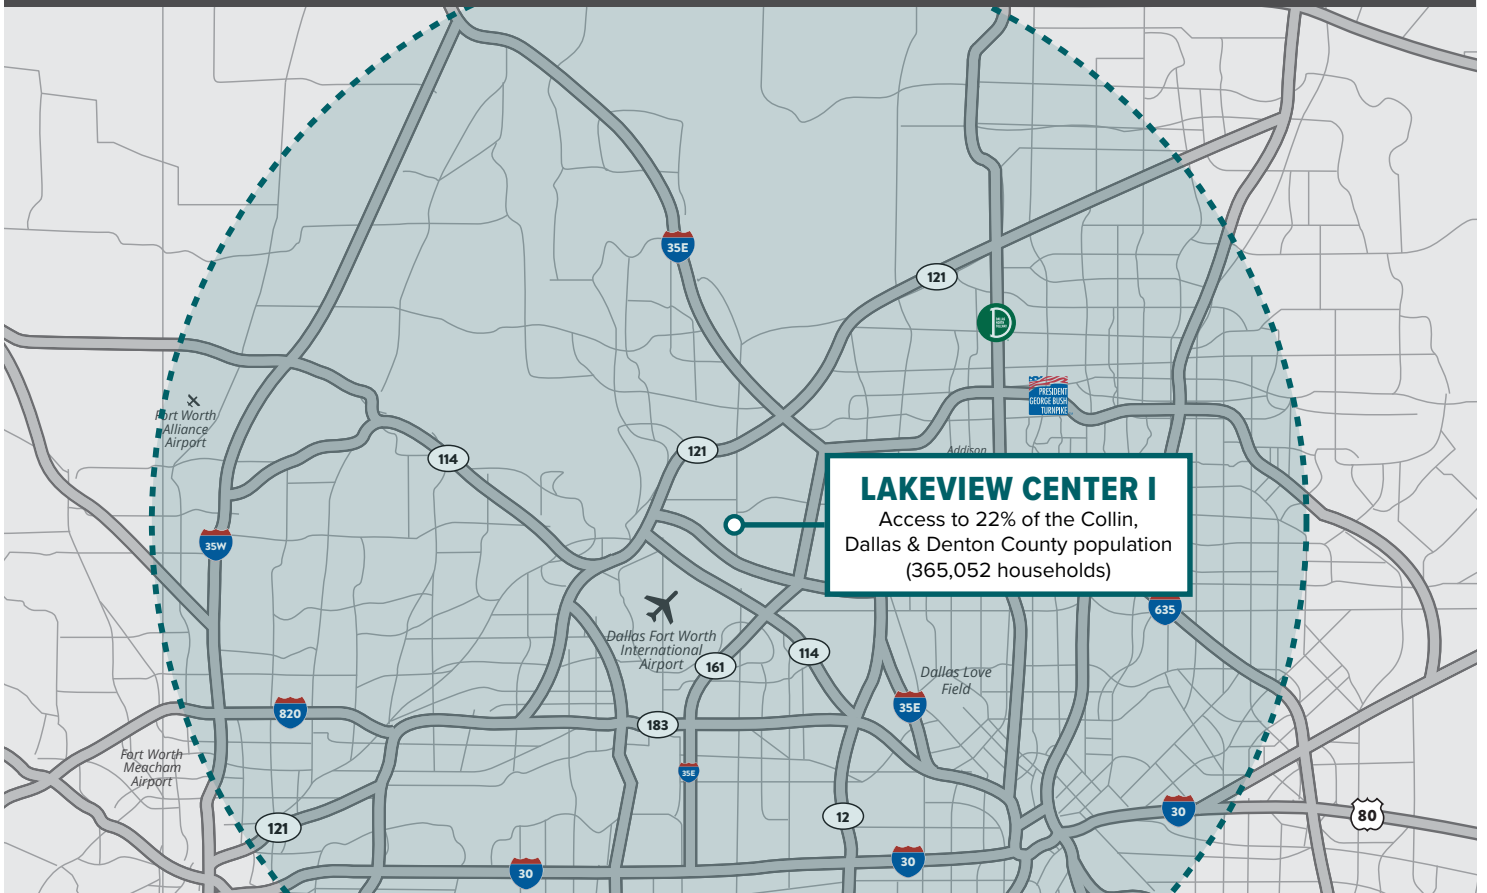 35E
121
PRESIDENT
GEORGE BUSH
TURNPIKE
Fort Worth
Alliance
Airport
114
121
Addison
LAKEVIEW CENTER I
Access to 22% of the Collin,
Dallas & Denton County population
(365,052 households)
35W
635
Dallas Fort Worth
International
Airport
161
114
Dallas Love
Field
35E
820
183
Fort Worth
Meacham
Airport
35E
121
12
30
80
30
30